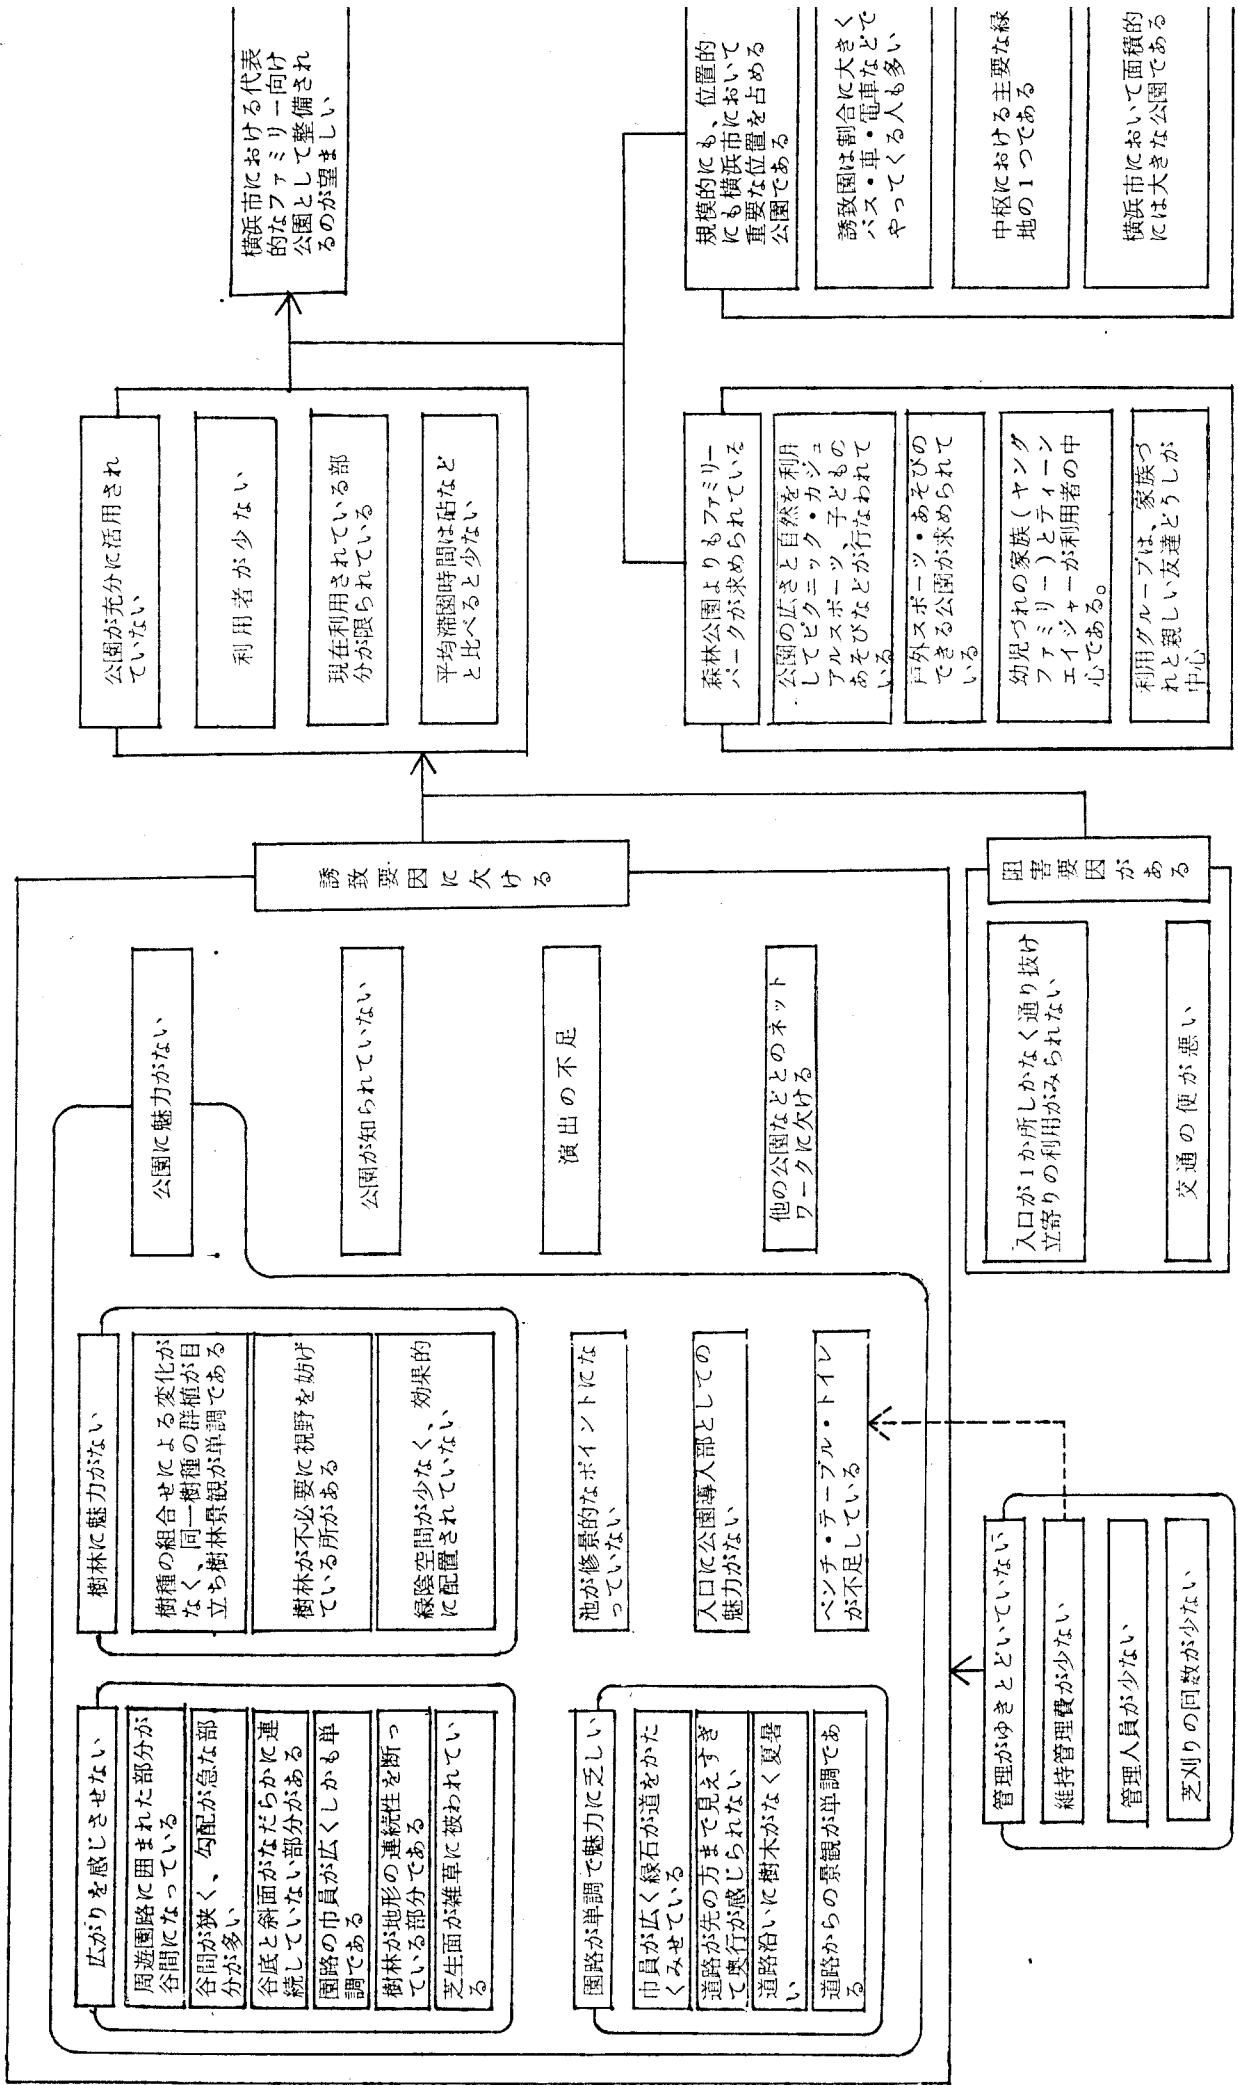 広がりを感じさせない
周遊園路に囲まれた部分が
谷間になっている
谷間が狭く、勾配が急な部
分が多い
谷底と斜面がなだらかに連
続していない部分がある
園路の巾員が広くしかも単
調である
樹林が地形の連続性を断っ
ている部分である
芝生面が雑草に被われてい
る
園路が単調で魅力に乏しい
巾員が広く緑石が道をかた
くみせている
道路が先の方まで見えすぎ
て奥行が感じられない
道路沿いに樹木がなく夏暑
い
道路からの景観が単調であ
る
管理がゆきとどいていない
維持管理費が少ない
管理人員が少ない
芝刈りの回数が少ない
樹林に魅力がない
樹種の組合せによる変化が
なく、同一樹種の群植が目
立ち樹林景観が単調である
樹林が不必要に視野を妨げ
ている所がある
緑陰空間が少なく、効果的
に配置されていない
池が修景的なポイントにな
っていない
入口に公園導入部としての
魅力がない
ベンチ・テーブル・トイレ
が不足している
公園に魅力がない
公園が知られていない
演出の不足
他の公園などとのネット
ワークに欠ける
入口が1か所しかなく通り抜け
立寄りの利用がみられない
交通の便が悪い
誘致要因に欠ける
阻害要因がある
公園が充分に活用され
ていない
利用者が少ない
現在利用されている部
分が限られている
平均滞園時間は砧など
と比べると少ない
森林公園よりもファミリー
パークが求められている
公園の広さと自然を利用
してピクニック・カジュ
アルスポーツ、子どもの
あそびなどが行なわれて
いる
戸外スポーツ・あそびの
できる公園が求められて
いる
幼児づれの家族(ヤング
ファミリー)とティーン
エイジャーが利用者の中
心である。
利用グループは、家族づ
れと親しい友達どうしが
中心
横浜市における代表
的なファミリー向け
公園として整備され
るのが望ましい
規模的にも、位置的
にも横浜市において
重要な位置を占める
公園である
誘致園は割合に大きく
バス・車・電車などで
やってくる人も多い
中枢における主要な緑
地の1つである
横浜市において面積的
には大きな公園である